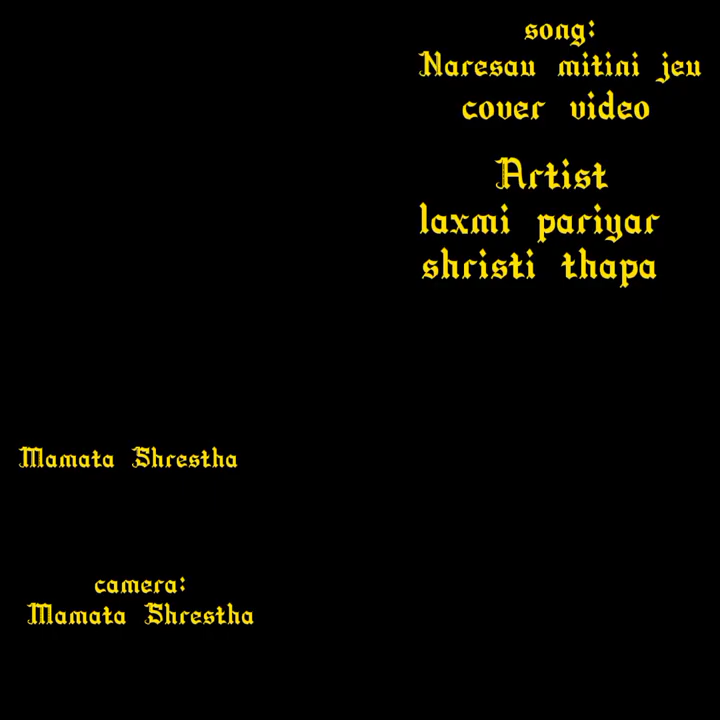 song:
Naresau mitini jeu
cover video
Artist
laxmi pariyar
shristi thapa
Mamata Shrestha
camera:
Mamata Shrestha